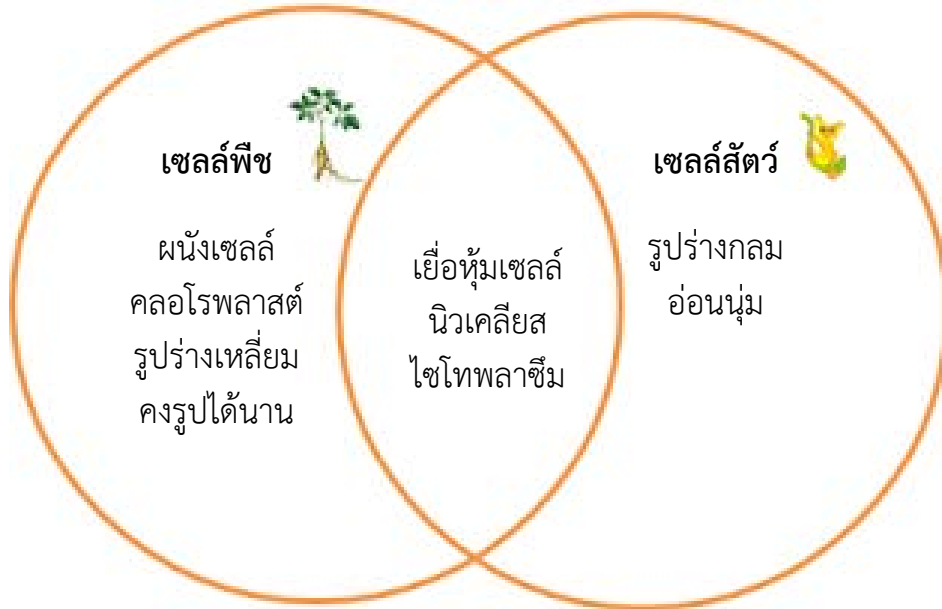 เซลล์พืช
ผนังเซลล์
คลอโรพลาสต์
รูปร่างเหลี่ยม
คงรูปได้นาน
เยื่อหุ้มเซลล์
นิวเคลียส
ไซโทพลาซึม
เซลล์สัตว์
รูปร่างกลม
อ่อนนุ่ม